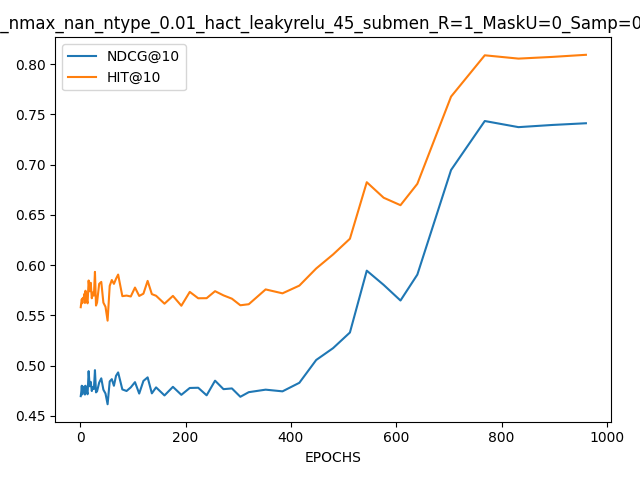 _nmax_nan_ntype_0.01_hact_leakyrelu_45_submen_R=1_MaskU=0_Samp=0
NDCG@10
HIT@10
0.80
0.75
0.70
0.65
0.60
0.55
0.50
0.45
0 200 400 600 800 1000
EPOCHS